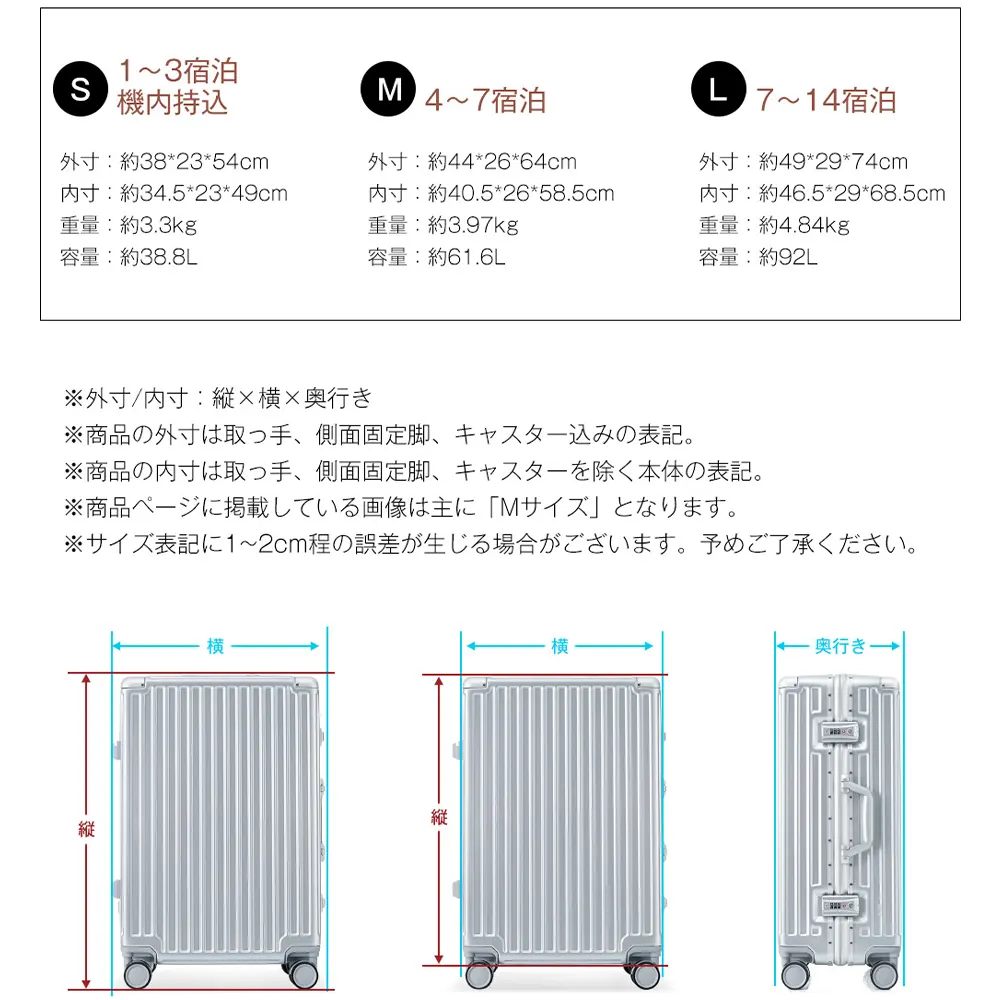 S
1～3宿泊
機内持込
外寸：約38*23*54cm
内寸：約34.5*23*49cm
重量：約3.3kg
容量：約38.8L
M
4～7宿泊
外寸：約44*26*64cm
内寸：約40.5*26*58.5cm
重量：約3.97kg
容量：約61.6L
L
7～14宿泊
外寸：約49*29*74cm
内寸：約46.5*29*68.5cm
重量：約4.84kg
容量：約92L
※外寸/内寸：縦×横×奥行き
※商品の外寸は取っ手、側面固定脚、キャスター込みの表記。
※商品の内寸は取っ手、側面固定脚、キャスターを除く本体の表記。
※商品ページに掲載している画像は主に「Mサイズ」となります。
※サイズ表記に1~2cm程の誤差が生じる場合がございます。予めご了承ください。
横
横
奥行き
縦
縦